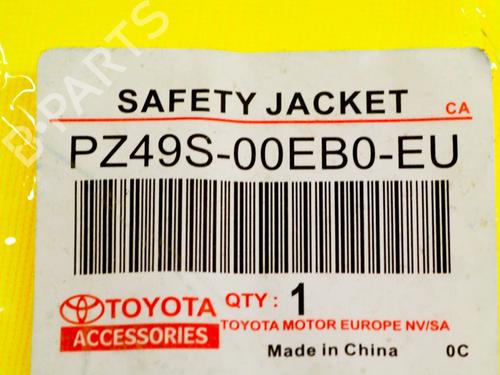 SAFETY JACKET
CA
PZ49S-00EB0-EU
TOYOTA
ACCESSORIES
QTY : 1
TOYOTA MOTOR EUROPE NV/SA
Made in China 0C
B-PARTS